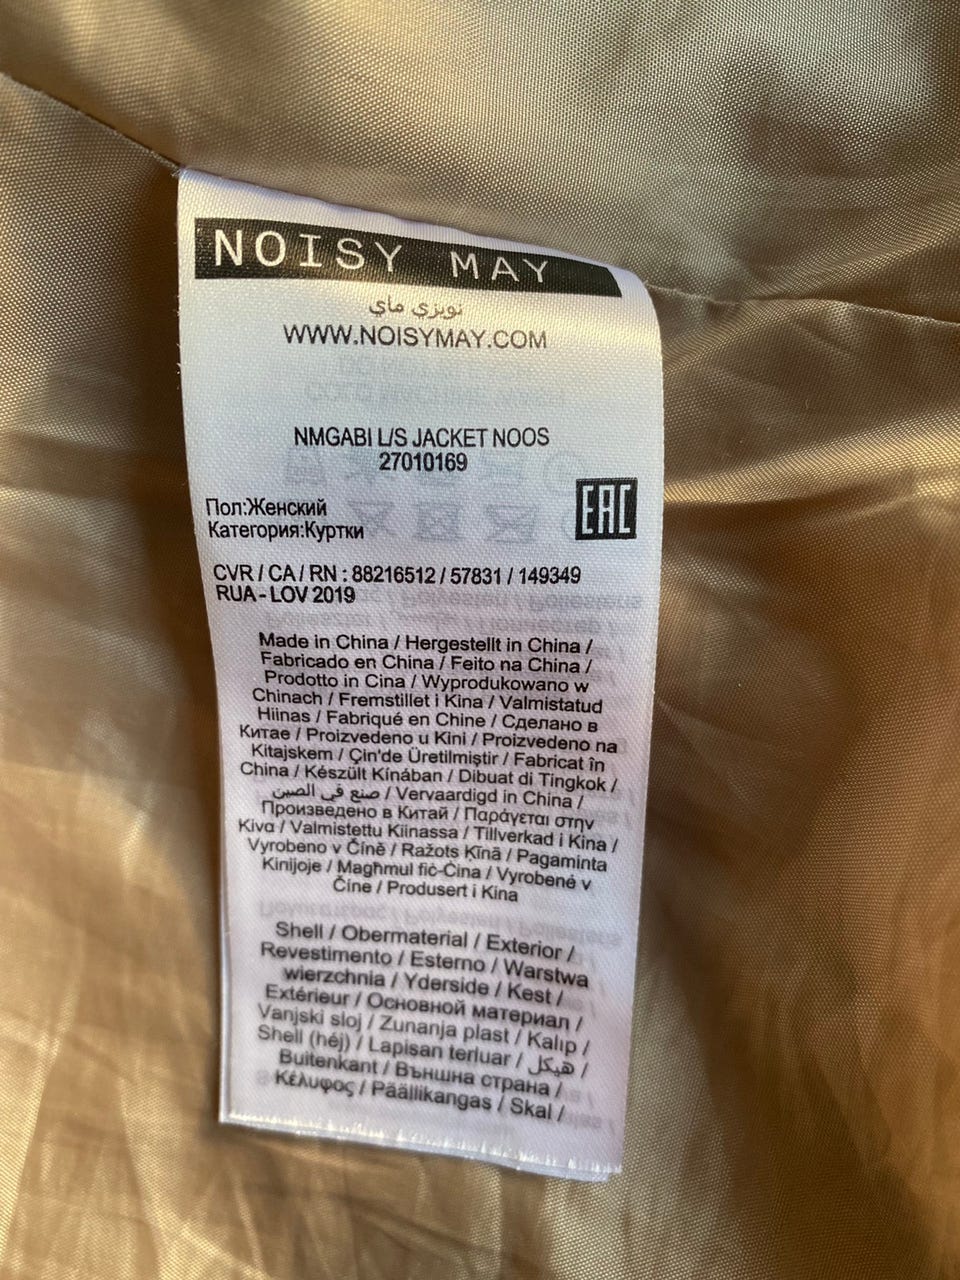 NOISY MAY
نويزي ماي
WWW.NOISYMAY.COM
NMGABI L/S JACKET NOOS
27010169
EAC
Пол:Женский
Категория:Куртки
CVR / CA / RN : 88216512 / 57831 / 149349
RUA - LOV 2019
Made in China / Hergestellt in China /
Fabricado en China / Feito na China /
Prodotto in Cina / Wyprodukowano w
Chinach / Fremstillet i Kina / Valmistatud
Hiinas / Fabriqué en Chine / Сделано в
Китае / Proizvedeno u Kini / Proizvedeno na
Kitajskem / Çin'de Üretilmiştir / Fabricat în
China / Készült Kínában / Dibuat di Tingkok /
صنع في الصين / Vervaardigd in China /
Произведено в Китай / Παράγεται στην
Κίνα / Valmistettu Kiinassa / Tillverkad i Kina /
Vyrobeno v Číně / Ražots Ķīnā / Pagaminta
Kinijoje / Magħmul fiċ-Ċina / Vyrobené v
Číne / Produsert i Kina
Shell / Obermaterial / Exterior /
Revestimento / Esterno / Warstwa
wierzchnia / Yderside / Kest /
Extérieur / Основной материал /
Vanjski sloj / Zunanja plast / Kalıp /
Shell (héj) / Lapisan terluar / هيكل /
Buitenkant / Външна страна /
Κέλυφος / Päällikangas / Skal /